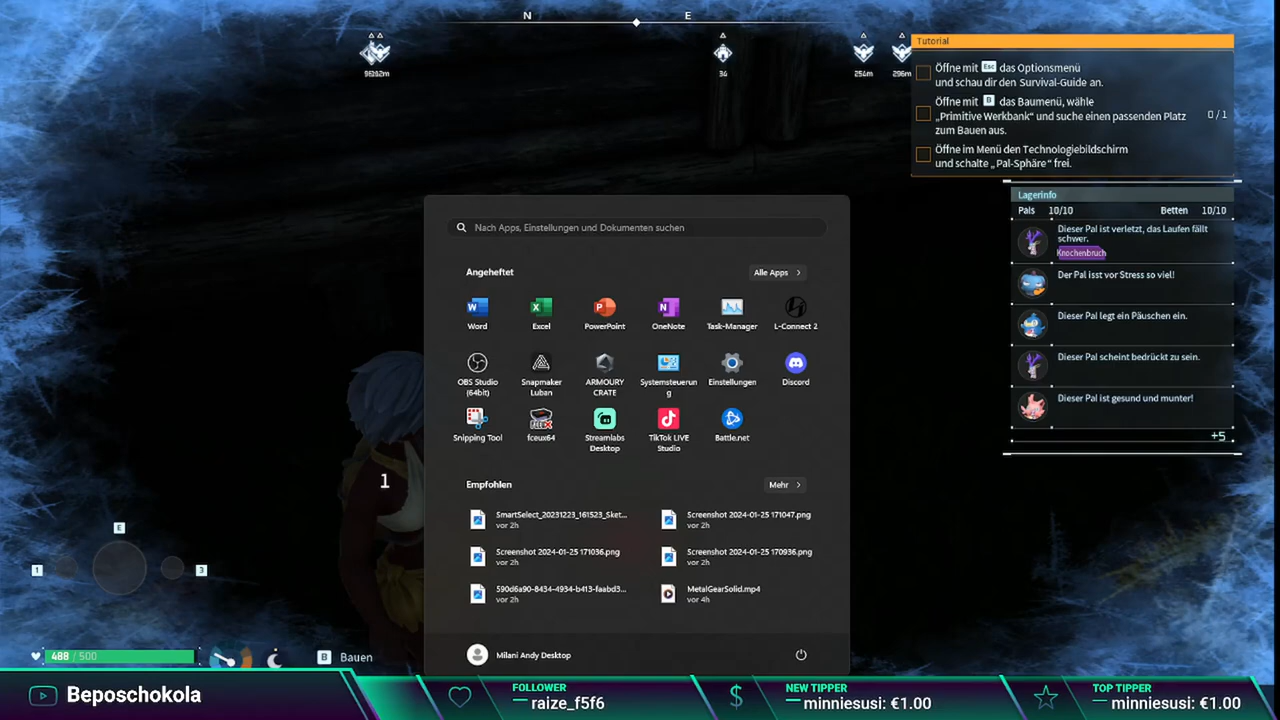 N
E
34
254m
296m
Tutorial
Öffne mit Esc das Optionsmenü
und schau dir den Survival-Guide an.
Öffne mit B das Baumenü, wähle
„Primitive Werkbank“ und suche einen passenden Platz
zum Bauen aus.
0 / 1
Öffne im Menü den Technologiebildschirm
und schalte „Pal-Sphäre“ frei.
Lagerinfo
Pals 10/10 Betten 10/10
Dieser Pal ist verletzt, das Laufen fällt
schwer.
Knochenbruch
Der Pal isst vor Stress so viel!
Dieser Pal legt ein Päuschen ein.
Dieser Pal scheint bedrückt zu sein.
Dieser Pal ist gesund und munter!
+5
Nach Apps, Einstellungen und Dokumenten suchen
Angeheftet
Alle Apps
Word
Excel
PowerPoint
OneNote
Task-Manager
L-Connect 2
OBS Studio
(64bit)
Snapmaker
Luban
ARMOURY
CRATE
Systemsteuerun
g
Einstellungen
Discord
Snipping Tool
fceux64
Streamlabs
Desktop
TikTok LIVE
Studio
Battle.net
Empfohlen
Mehr
SmartSelect_20231223_161523_Sket...
vor 2h
Screenshot 2024-01-25 171047.png
vor 2h
Screenshot 2024-01-25 171036.png
vor 2h
Screenshot 2024-01-25 170936.png
vor 2h
590d6a90-8434-4934-b413-faabd3...
vor 2h
MetalGearSolid.mp4
vor 4h
Milani Andy Desktop
1
E
1
3
488 / 500
B Bauen
Beposchokola
FOLLOWER
raize_f5f6
$
NEW TIPPER
minniesusi: €1.00
TOP TIPPER
minniesusi: €1.00